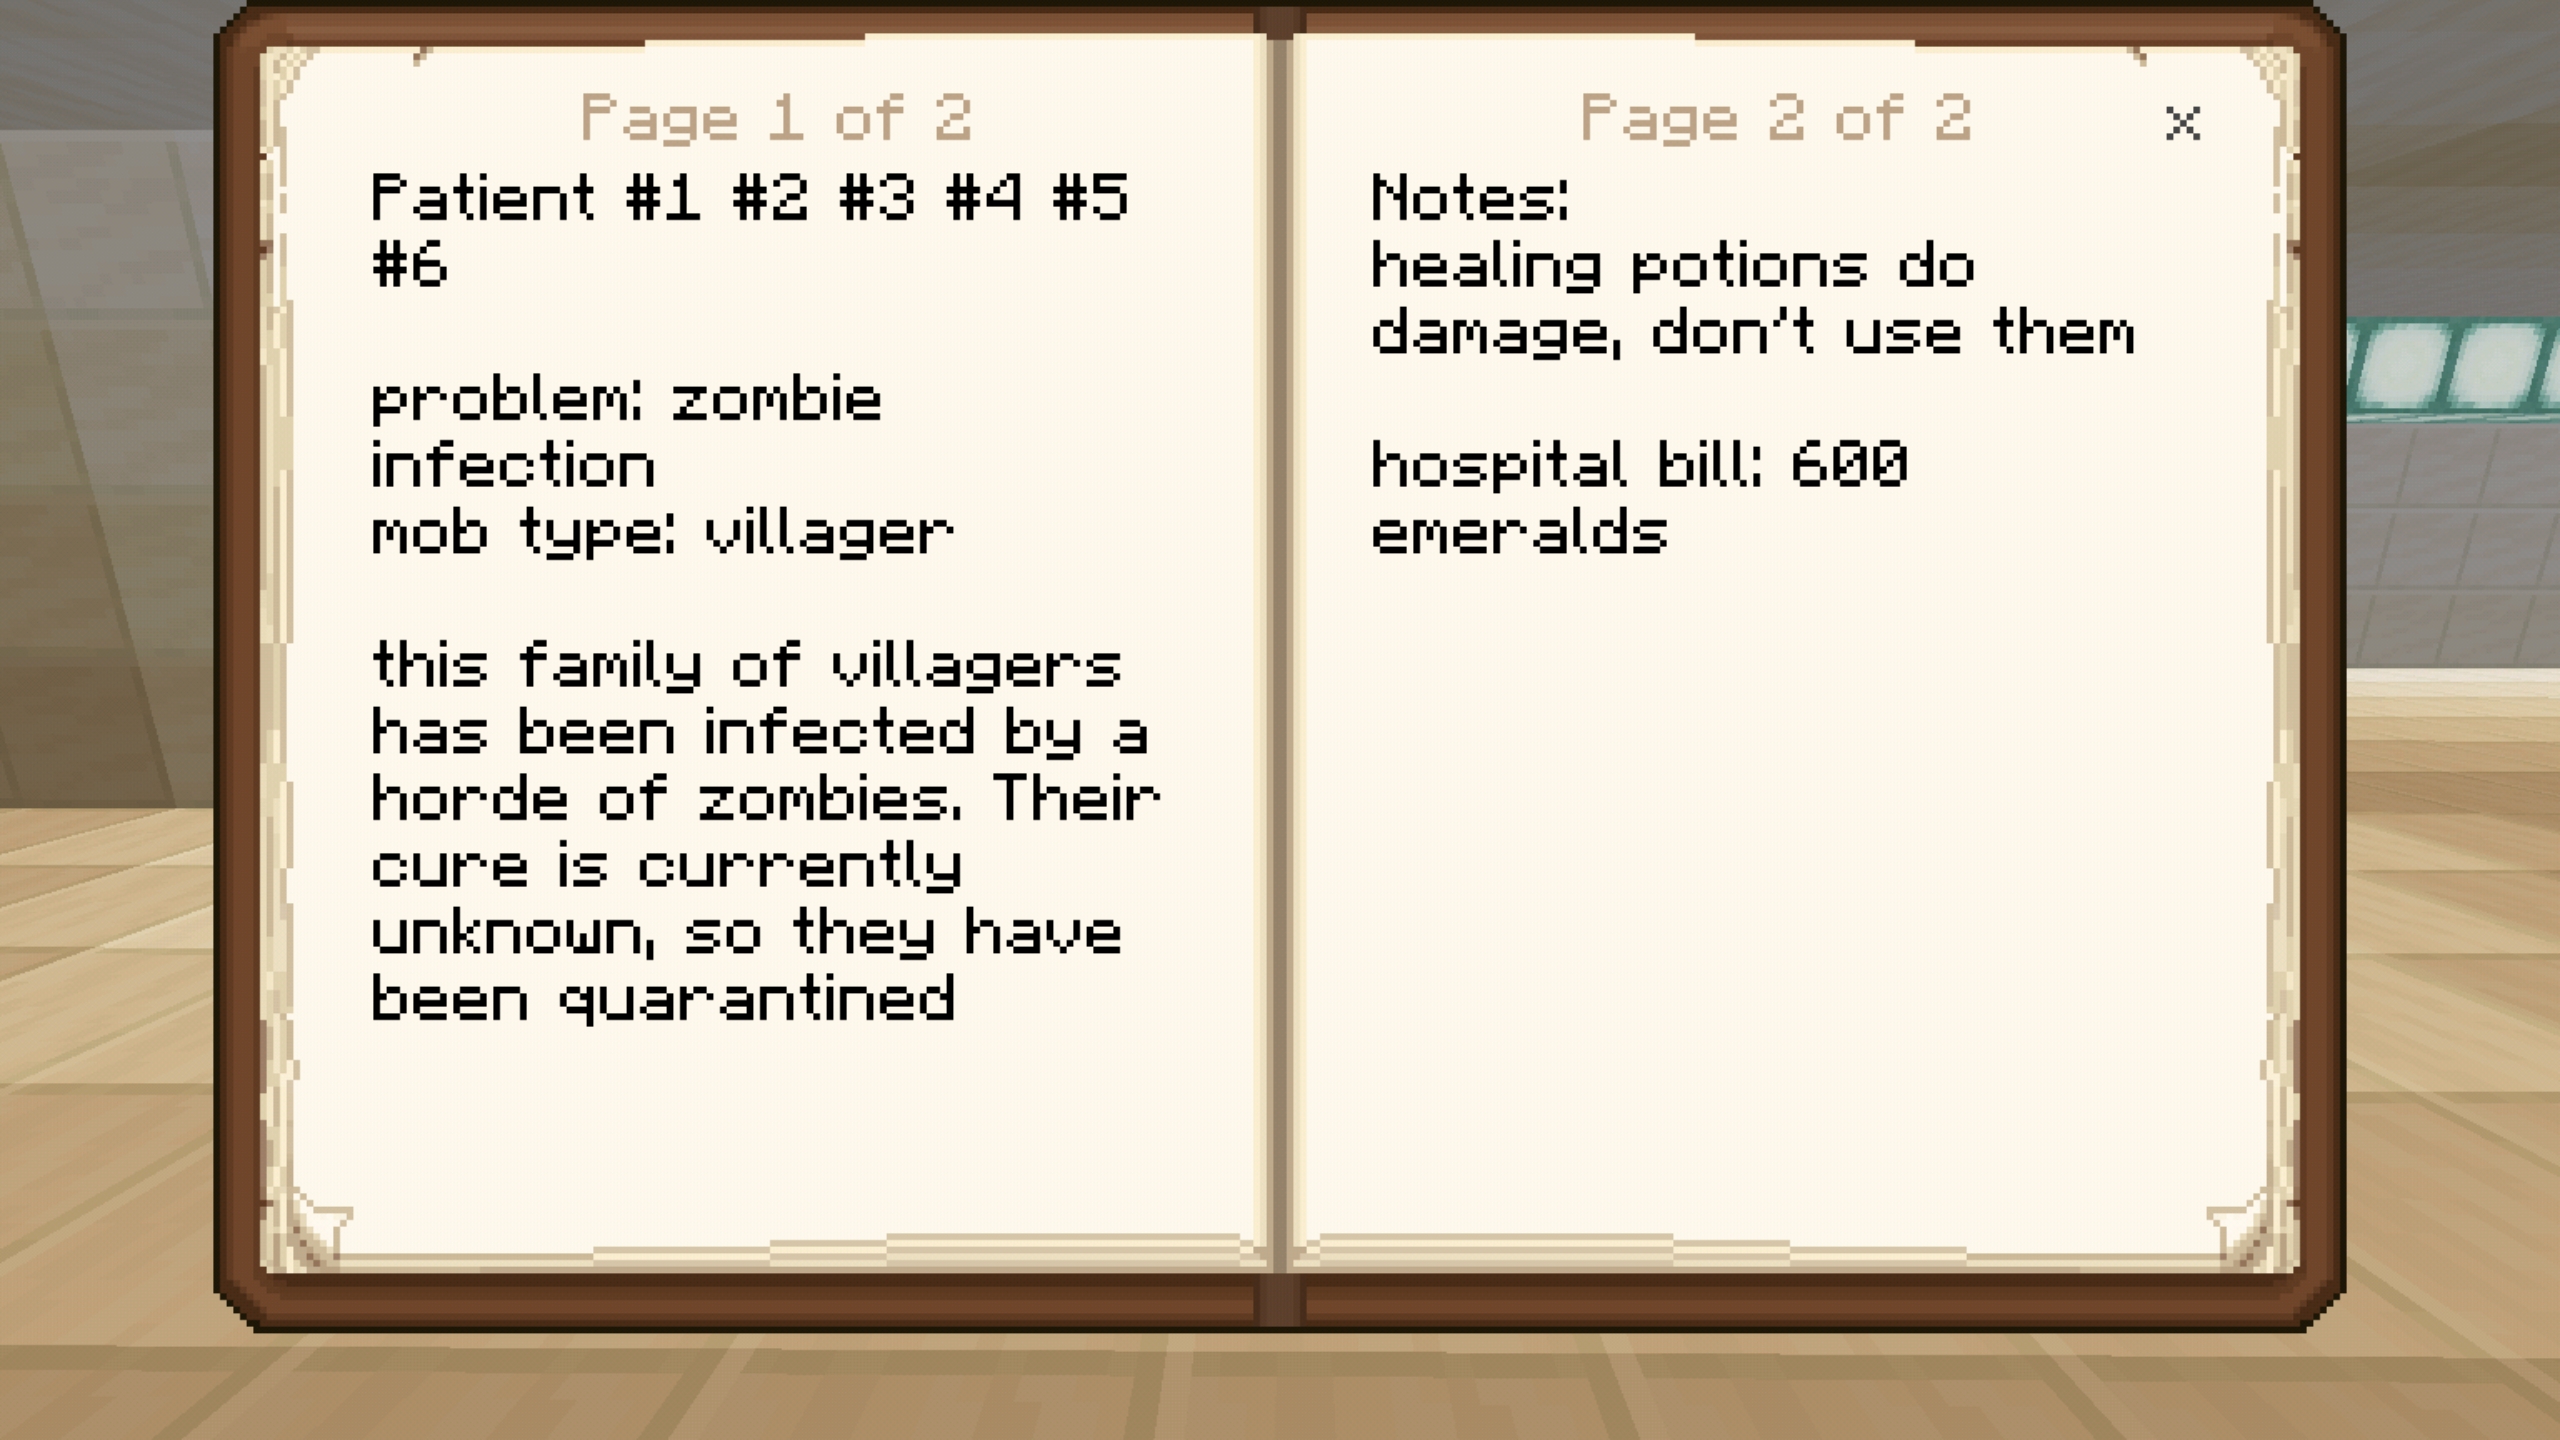 Page 1 of 2
Patient #1 #2 #3 #4 #5
#6
problem: zombie
infection
mob type: villager
this family of villagers
has been infected by a
horde of zombies. Their
cure is currently
unknown, so they have
been quarantined
Page 2 of 2
x
Notes:
healing potions do
damage, don't use them
hospital bill: 600
emeralds